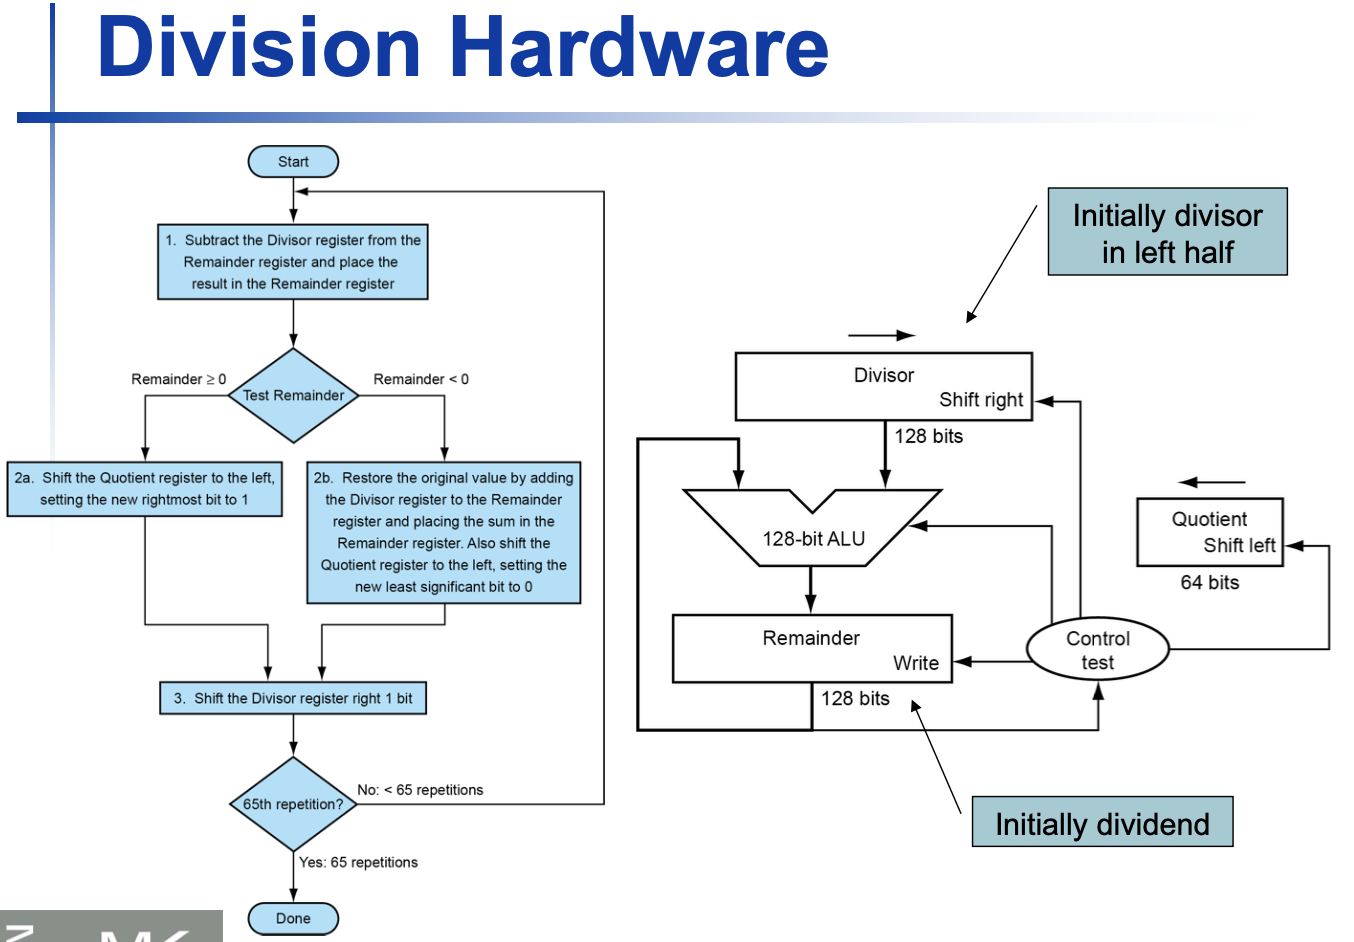 Division Hardware
Start
1. Subtract the Divisor register from the
Remainder register and place the
result in the Remainder register
Remainder ≥ 0
Test Remainder
Remainder < 0
2a. Shift the Quotient register to the left,
setting the new rightmost bit to 1
2b. Restore the original value by adding
the Divisor register to the Remainder
register and placing the sum in the
Remainder register. Also shift the
Quotient register to the left, setting the
new least significant bit to 0
3. Shift the Divisor register right 1 bit
65th repetition?
No: < 65 repetitions
Yes: 65 repetitions
Done
Initially divisor
in left half
Divisor
Shift right
128 bits
128-bit ALU
Quotient
Shift left
64 bits
Remainder
Write
128 bits
Control
test
Initially dividend